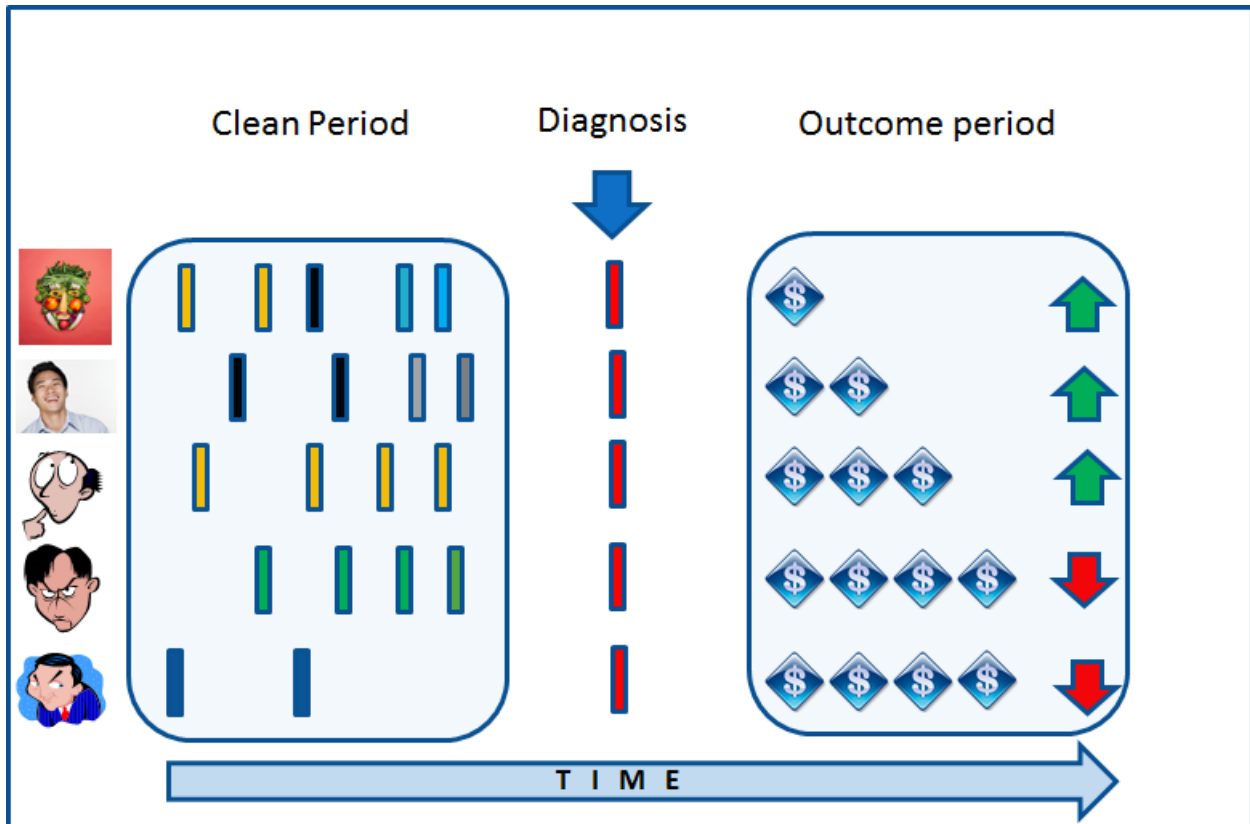 Clean Period
Diagnosis
Outcome period
$
$ $
$ $ $
$ $ $ $
$ $ $ $
T I M E